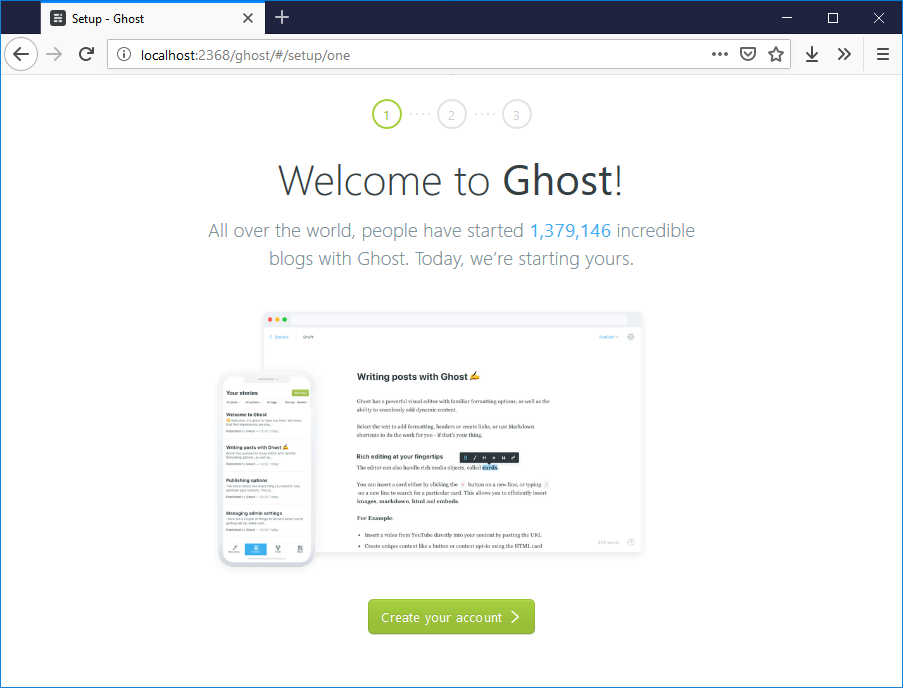 Setup - Ghost
localhost:2368/ghost/#/setup/one
1
2
3
Welcome to Ghost!
All over the world, people have started 1,379,146 incredible
blogs with Ghost. Today, we’re starting yours.
Stories
Draft
Publish
Writing posts with Ghost ✍️
Ghost has a powerful visual editor with familiar formatting options, as well as the
ability to seamlessly add dynamic content.
Select the text to add formatting, headers or create links, or use Markdown
shortcuts to do the work for you - if that's your thing.
Rich editing at your fingertips
The editor can also handle rich media objects, called cards.
You can insert a card either by clicking the + button on a new line, or typing /
on a new line to search for a particular card. This allows you to efficiently insert
images, markdown, html and embeds.
For Example:
• Insert a video from YouTube directly into your content by pasting the URL
• Create unique content like a button or content opt-in using the HTML card
Your stories
Welcome to Ghost
Writing posts with Ghost ✍️
Publishing options
Managing admin settings
Create your account